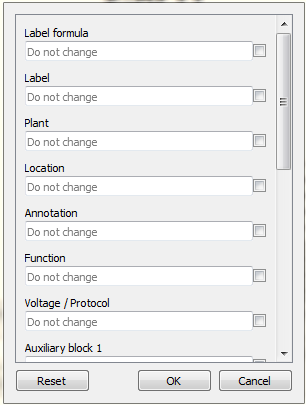 Label formula
Do not change
Label
Do not change
Plant
Do not change
Location
Do not change
Annotation
Do not change
Function
Do not change
Voltage / Protocol
Do not change
Auxiliary block 1
Reset
OK
Cancel